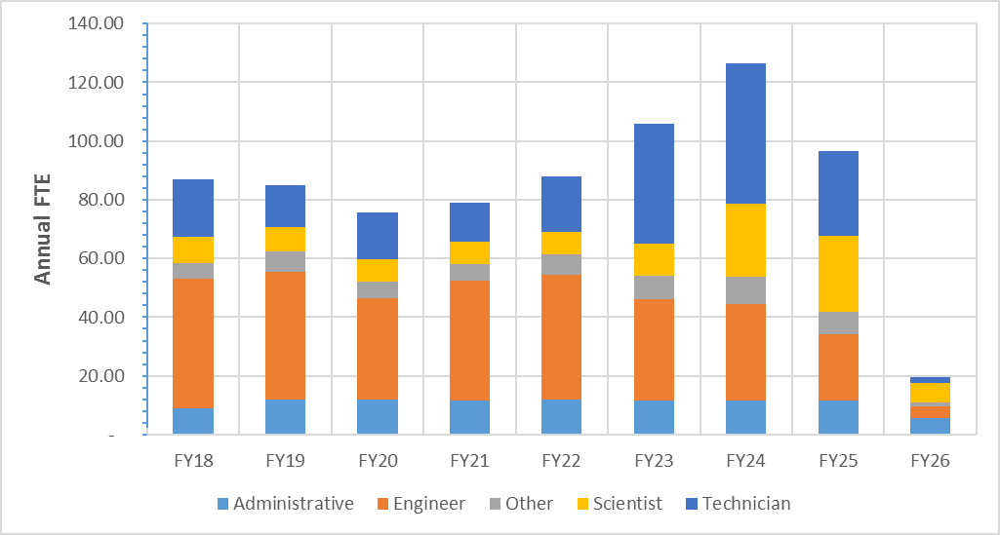 140.00
120.00
100.00
80.00
60.00
40.00
20.00
-
Annual FTE
FY18 FY19 FY20 FY21 FY22 FY23 FY24 FY25 FY26
Administrative Engineer Other Scientist Technician